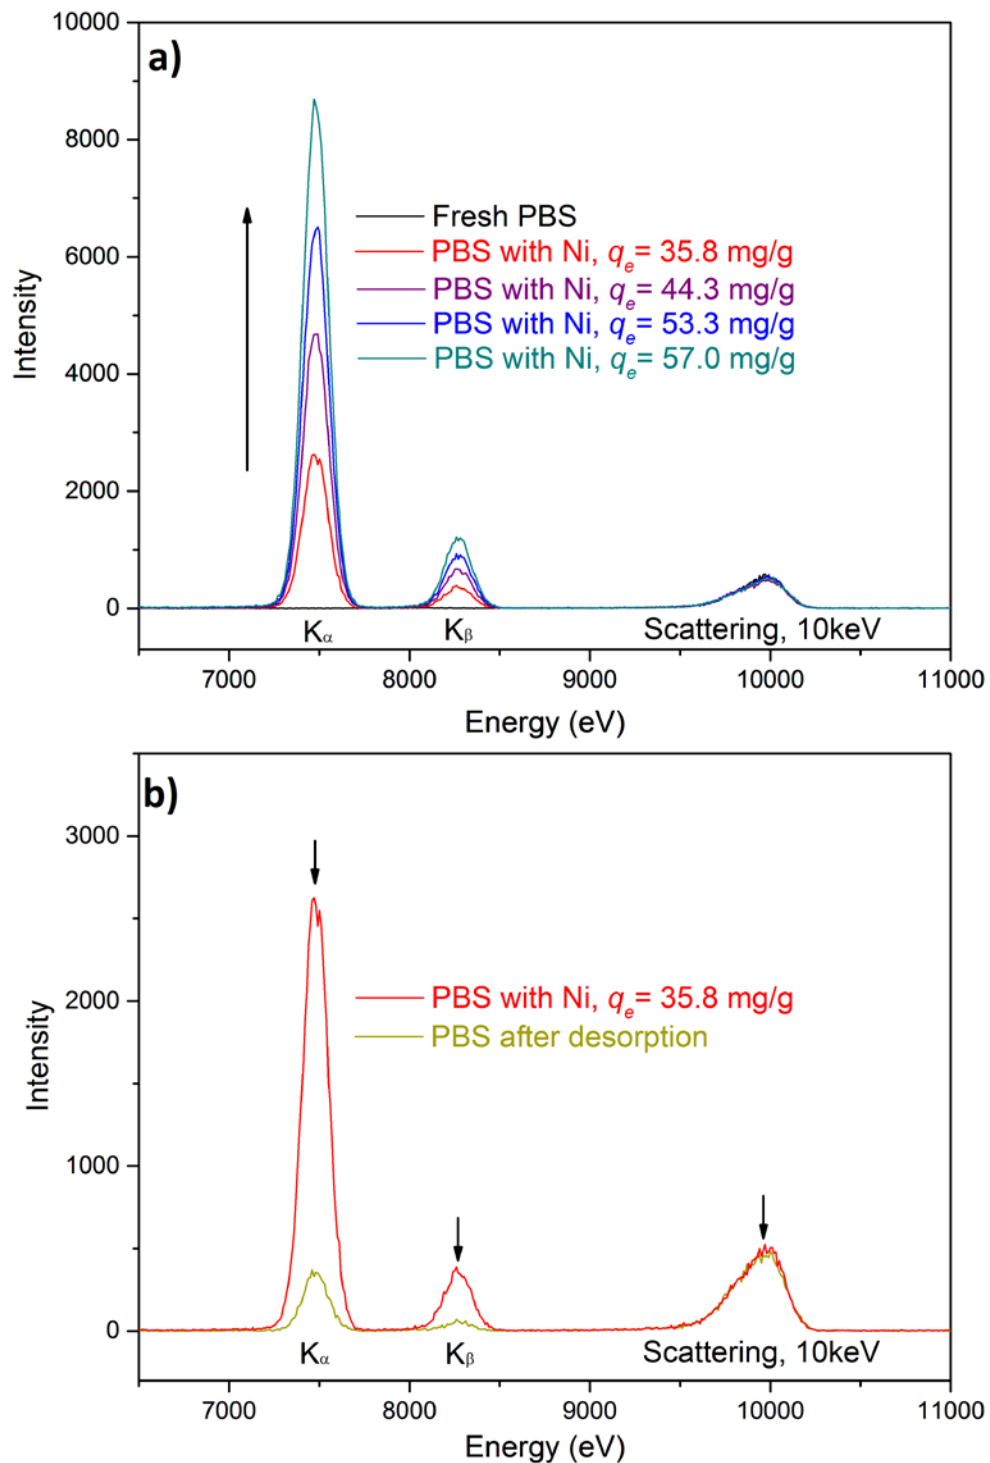 a)
10000
8000
6000
4000
2000
0
Intensity
Fresh PBS
PBS with Ni, qe= 35.8 mg/g
PBS with Ni, qe= 44.3 mg/g
PBS with Ni, qe= 53.3 mg/g
PBS with Ni, qe= 57.0 mg/g
Kα
Kβ
Scattering, 10keV
7000 8000 9000 10000 11000
Energy (eV)
b)
3000
2000
1000
0
Intensity
PBS with Ni, qe= 35.8 mg/g
PBS after desorption
Kα
Kβ
Scattering, 10keV
7000 8000 9000 10000 11000
Energy (eV)